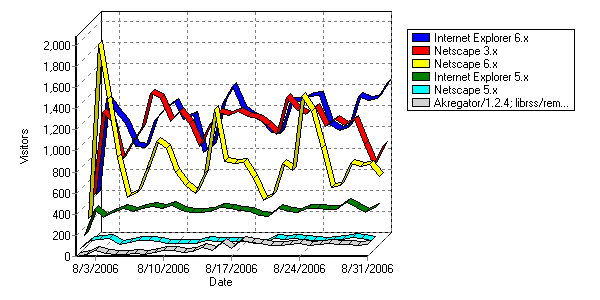 2,000
1,800
1,600
1,400
1,200
1,000
800
600
400
200
0
Visitors
8/3/2006 8/10/2006 8/17/2006 8/24/2006 8/31/2006
Date
Internet Explorer 6.x
Netscape 3.x
Netscape 6.x
Internet Explorer 5.x
Netscape 5.x
Akregator/1.2.4; librss/rem...